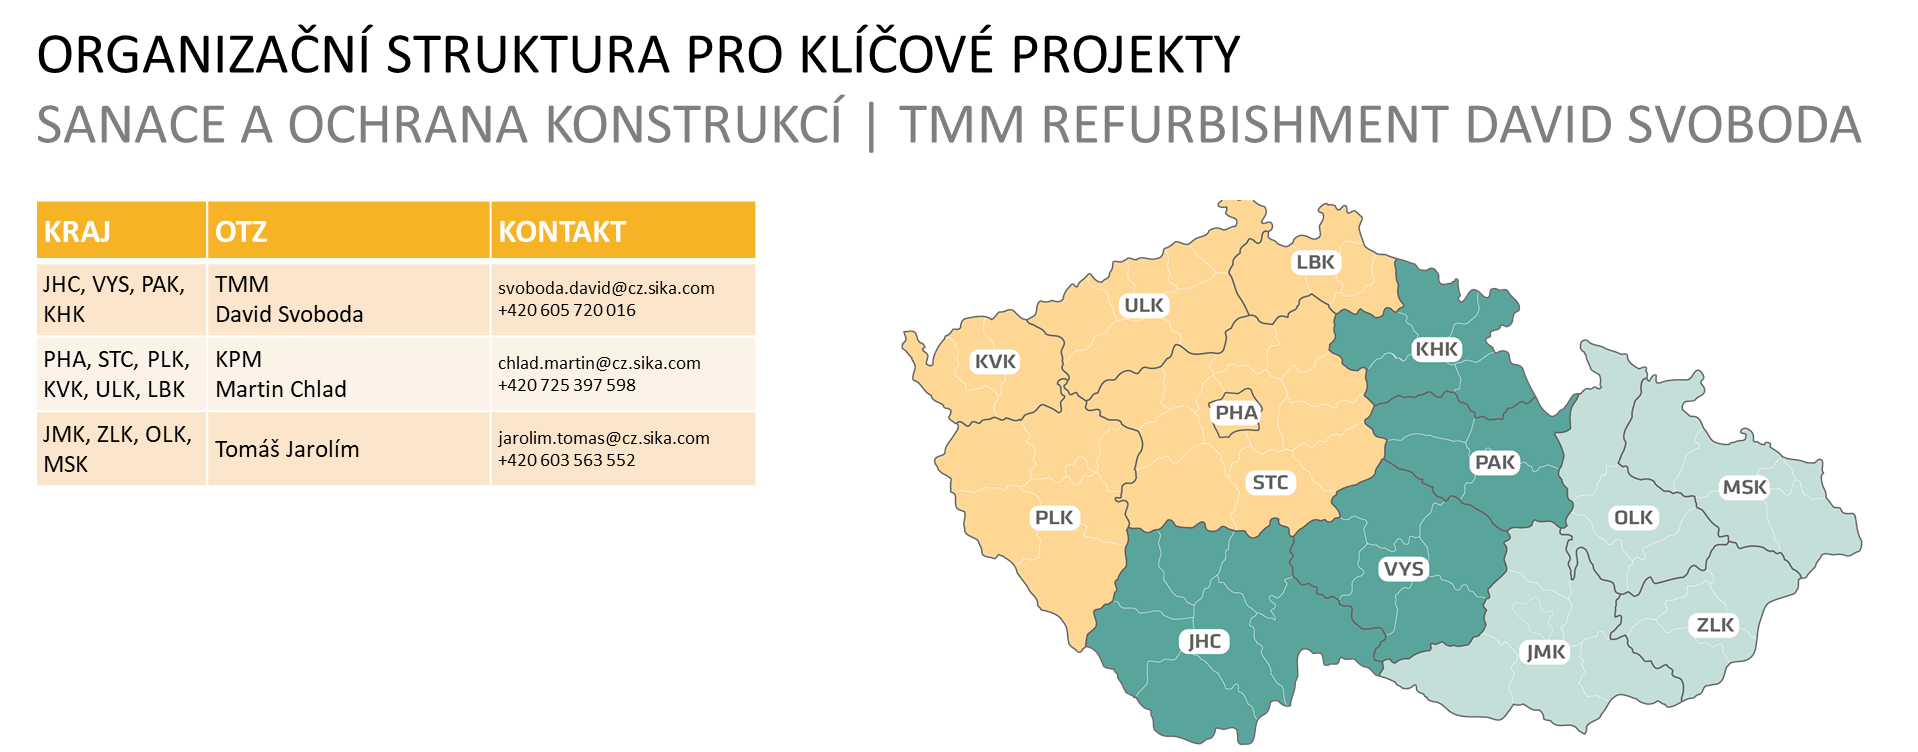 ORGANIZAČNÍ STRUKTURA PRO KLÍČOVÉ PROJEKTY
SANACE A OCHRANA KONSTRUKCÍ | TMM REFURBISHMENT DAVID SVOBODA
KRAJ OTZ KONTAKT
JHC, VYS, PAK,
KHK
TMM
David Svoboda
svoboda.david@cz.sika.com
+420 605 720 016
PHA, STC, PLK,
KVK, ULK, LBK
KPM
Martin Chlad
chlad.martin@cz.sika.com
+420 725 397 598
JMK, ZLK, OLK,
MSK
Tomáš Jarolím
jarolim.tomas@cz.sika.com
+420 603 563 552
LBK
ULK
KHK
KVK
PHA
PAK
STC
MSK
PLK
OLK
VYS
ZLK
JHC
JMK